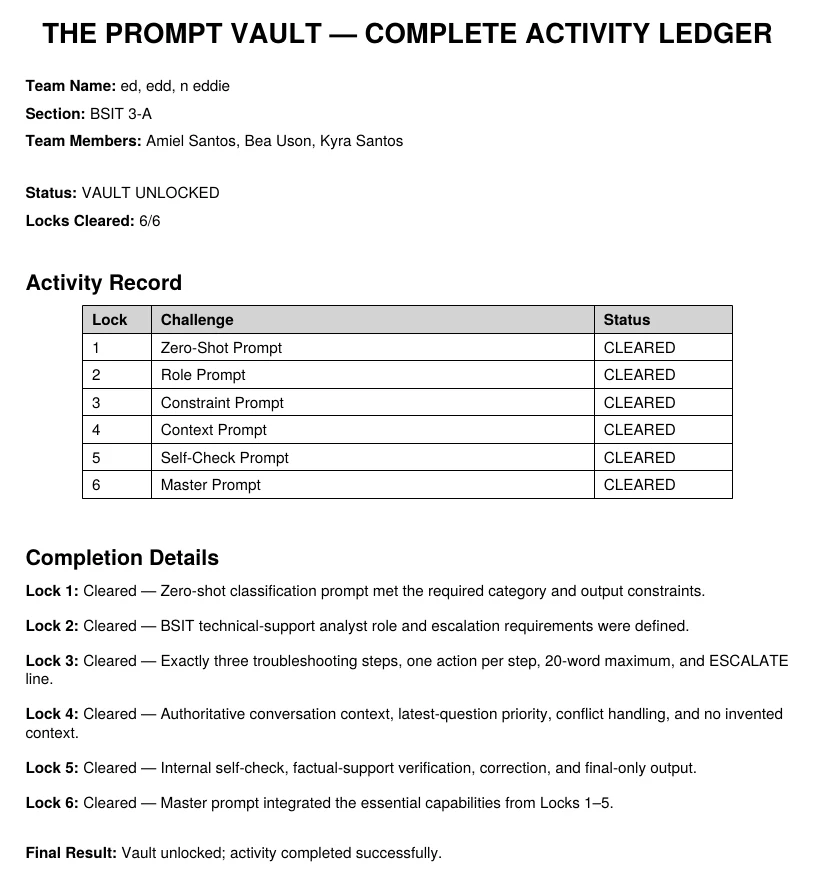 THE PROMPT VAULT — COMPLETE ACTIVITY LEDGER
Team Name: ed, edd, n eddie
Section: BSIT 3-A
Team Members: Amiel Santos, Bea Uson, Kyra Santos
Status: VAULT UNLOCKED
Locks Cleared: 6/6
Activity Record
Lock Challenge Status
1 Zero-Shot Prompt CLEARED
2 Role Prompt CLEARED
3 Constraint Prompt CLEARED
4 Context Prompt CLEARED
5 Self-Check Prompt CLEARED
6 Master Prompt CLEARED
Completion Details
Lock 1: Cleared — Zero-shot classification prompt met the required category and output constraints.
Lock 2: Cleared — BSIT technical-support analyst role and escalation requirements were defined.
Lock 3: Cleared — Exactly three troubleshooting steps, one action per step, 20-word maximum, and ESCALATE
line.
Lock 4: Cleared — Authoritative conversation context, latest-question priority, conflict handling, and no invented
context.
Lock 5: Cleared — Internal self-check, factual-support verification, correction, and final-only output.
Lock 6: Cleared — Master prompt integrated the essential capabilities from Locks 1–5.
Final Result: Vault unlocked; activity completed successfully.